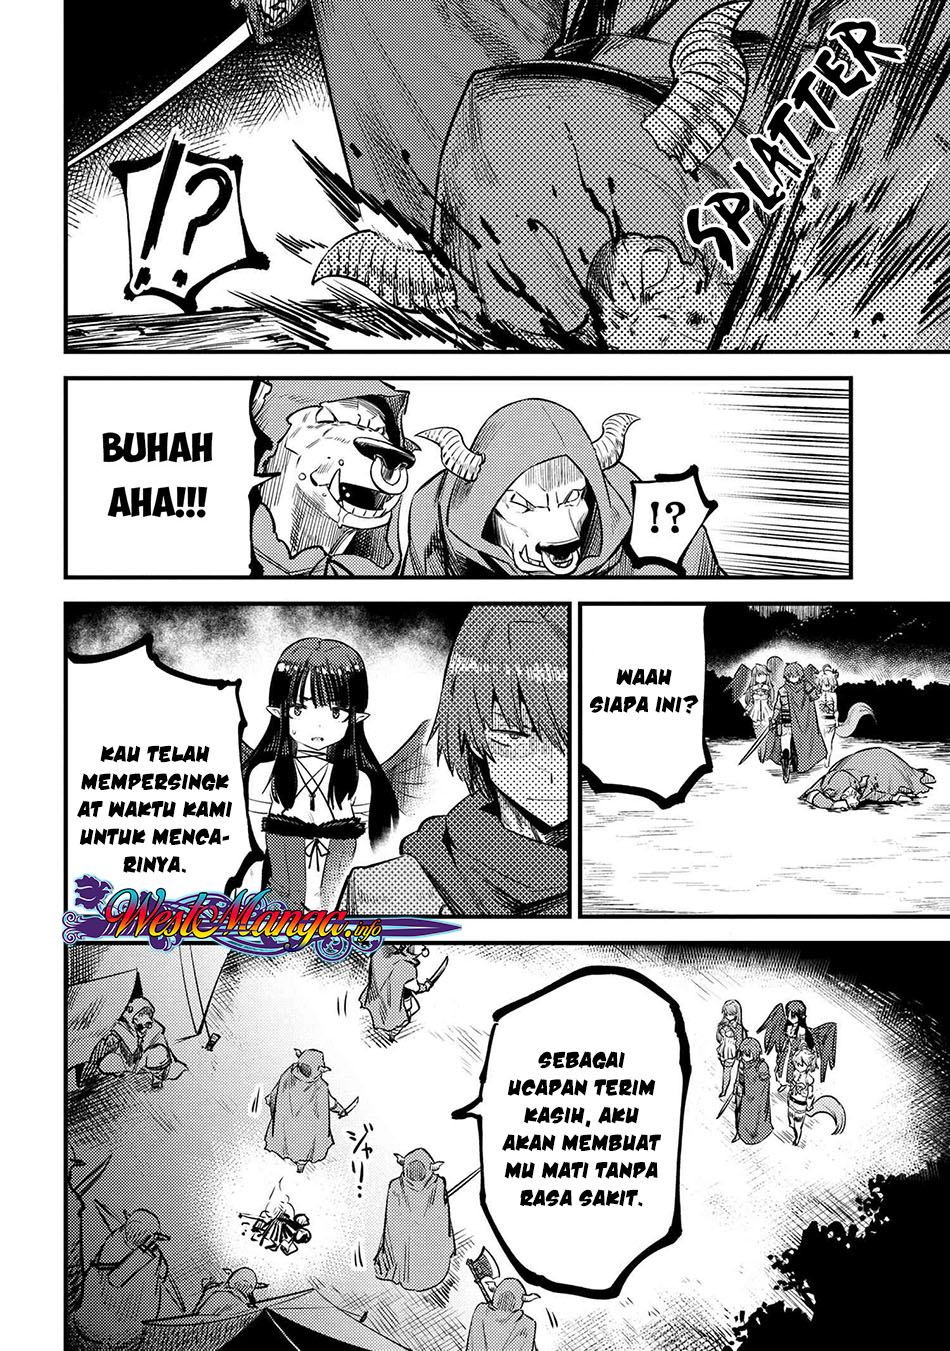 !?
SPLATTER
BUHAH
AHA!!!
!?
WAAH
SIAPA INI?
KAU TELAH
MEMPERSINGK
AT WAKTU KAMI
UNTUK MENCA-
RINYA.
WestManga.info
SEBAGAI
UCAPAN TERIM
KASIH, AKU
AKAN MEMBUAT
MU MATI TANPA
RASA SAKIT.
ジャリ…!